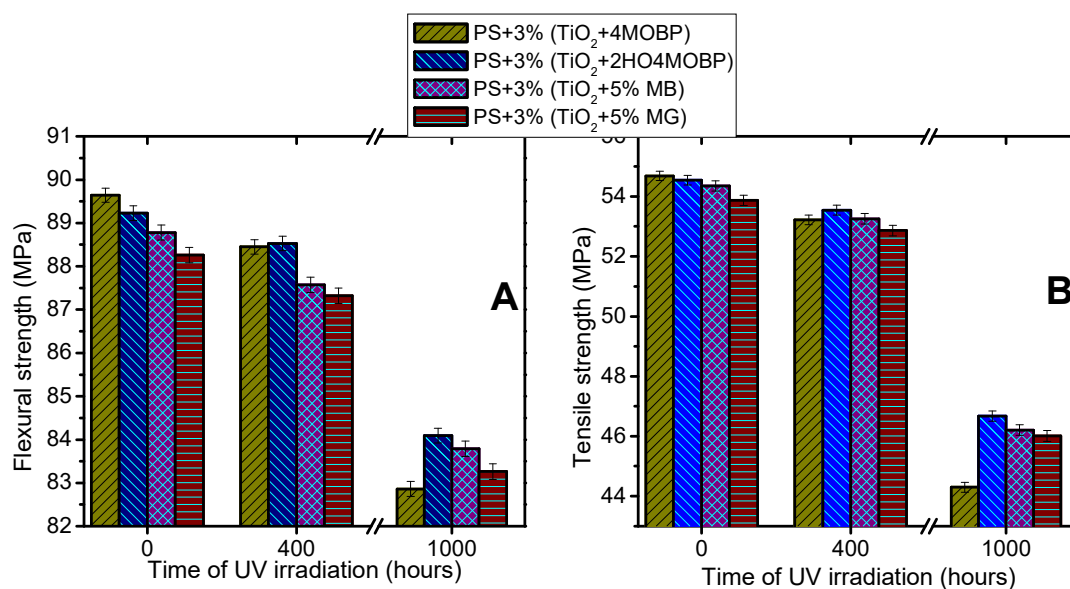 PS+3% (TiO₂+4MOBP)
PS+3% (TiO₂+2HO4MOBP)
PS+3% (TiO₂+5% MB)
PS+3% (TiO₂+5% MG)
91
90
89
88
87
86
85
84
83
82
Flexural strength (MPa)
A
0 400 1000
Time of UV irradiation (hours)
54
52
50
48
46
44
Tensile strength (MPa)
B
0 400 1000
Time of UV irradiation (hours)